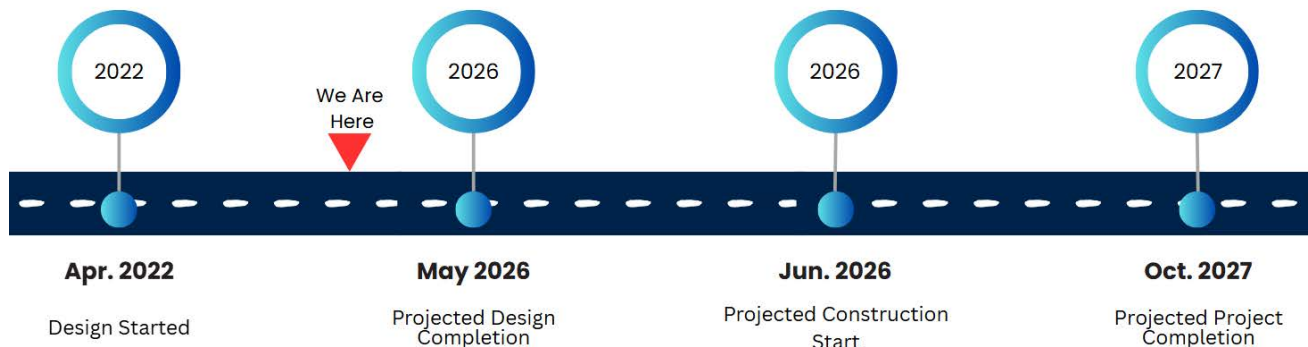 2022
2026
2026
2027
We Are
Here
Apr. 2022
May 2026
Jun. 2026
Oct. 2027
Design Started
Projected Design
Completion
Projected Construction
Start
Projected Project
Completion